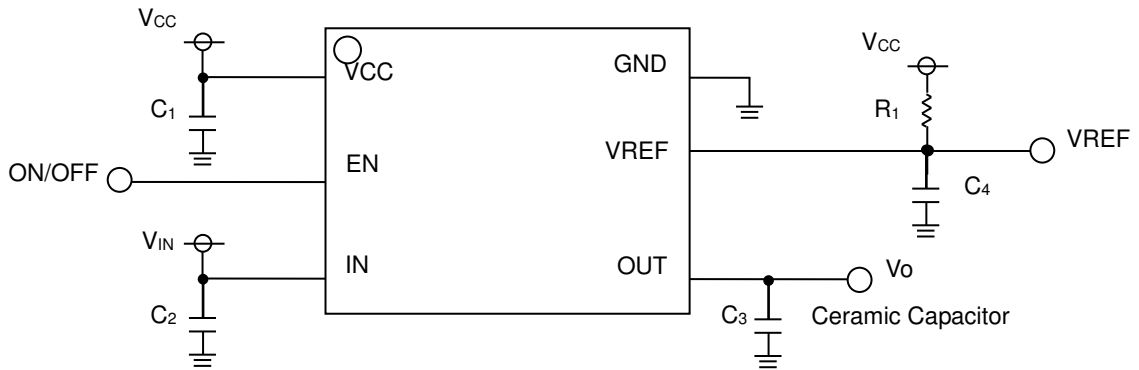 VCC
VCC
C1
ON/OFF
EN
VIN
IN
C2
GND
VCC
R1
VREF
VREF
C4
OUT
Vo
C3
Ceramic Capacitor